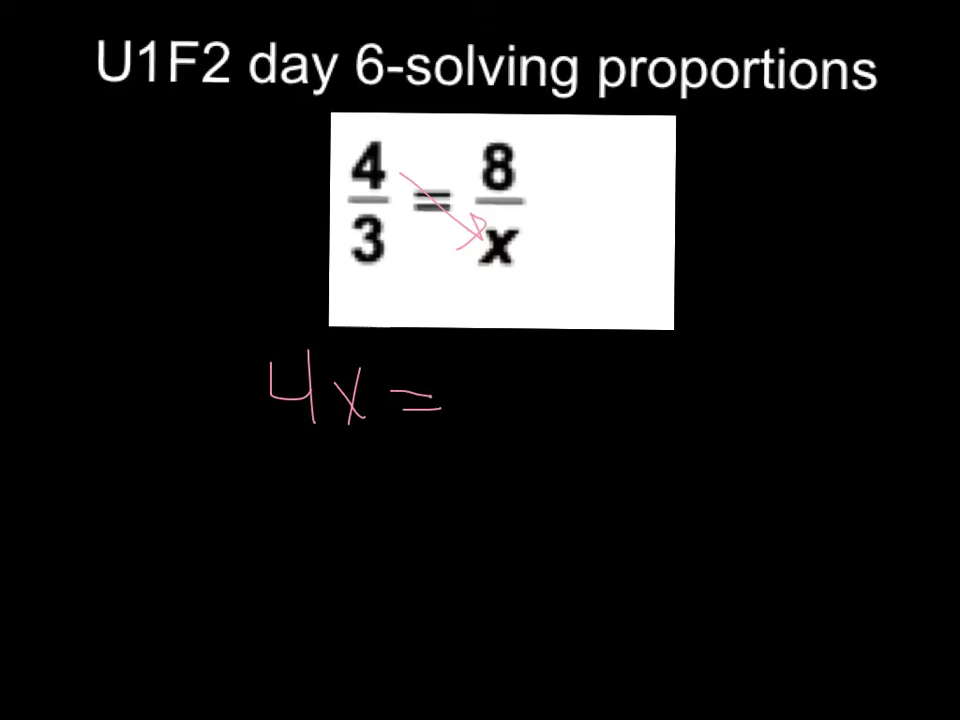 U1F2 day 6-solving proportions
4/3 = 8/x
4x =